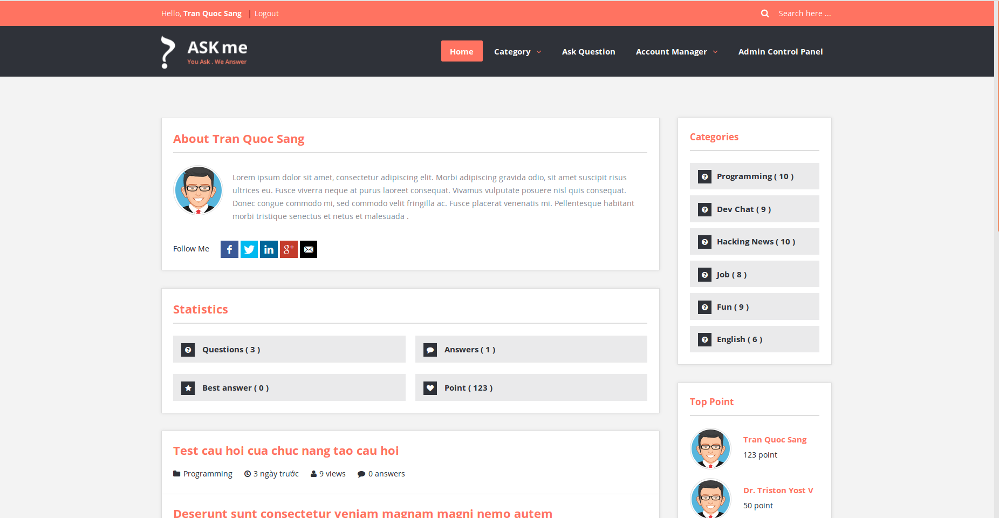 Hello, Tran Quoc Sang | Logout
Search here ...
ASK me
You Ask . We Answer
Home
Category
Ask Question
Account Manager
Admin Control Panel
About Tran Quoc Sang
Lorem ipsum dolor sit amet, consectetur adipiscing elit. Morbi adipiscing gravida odio, sit amet suscipit risus
ultrices eu. Fusce viverra neque at purus laoreet consequat. Vivamus vulputate posuere nisl quis consequat.
Donec congue commodo mi, sed commodo velit fringilla ac. Fusce placerat venenatis mi. Pellentesque habitant
morbi tristique senectus et netus et malesuada .
Follow Me
Statistics
Questions ( 3 )
Answers ( 1 )
Best answer ( 0 )
Point ( 123 )
Test cau hoi cua chuc nang tao cau hoi
Programming
3 ngày trước
9 views
0 answers
Deserunt sunt consectetur veniam magnam magni nemo autem
Categories
Programming ( 10 )
Dev Chat ( 9 )
Hacking News ( 10 )
Job ( 8 )
Fun ( 9 )
English ( 6 )
Top Point
Tran Quoc Sang
123 point
Dr. Triston Yost V
50 point